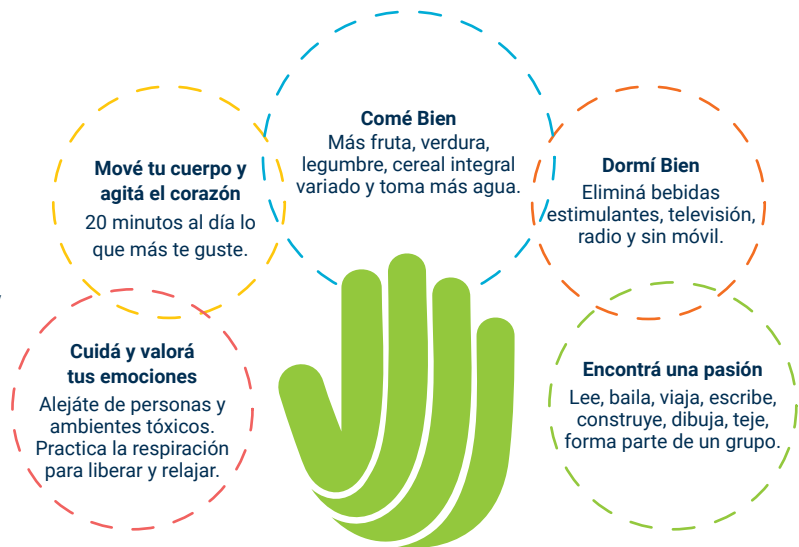 Comé Bien
Más fruta, verdura,
legumbre, cereal integral
variado y toma más agua.
Mové tu cuerpo y
agitá el corazón
20 minutos al día lo
que más te guste.
Dormí Bien
Eliminá bebidas
estimulantes, televisión,
radio y sin móvil.
Cuidá y valorá
tus emociones
Alejáte de personas y
ambientes tóxicos.
Practica la respiración
para liberar y relajar.
Encontrá una pasión
Lee, baila, viaja, escribe,
construye, dibuja, teje,
forma parte de un grupo.